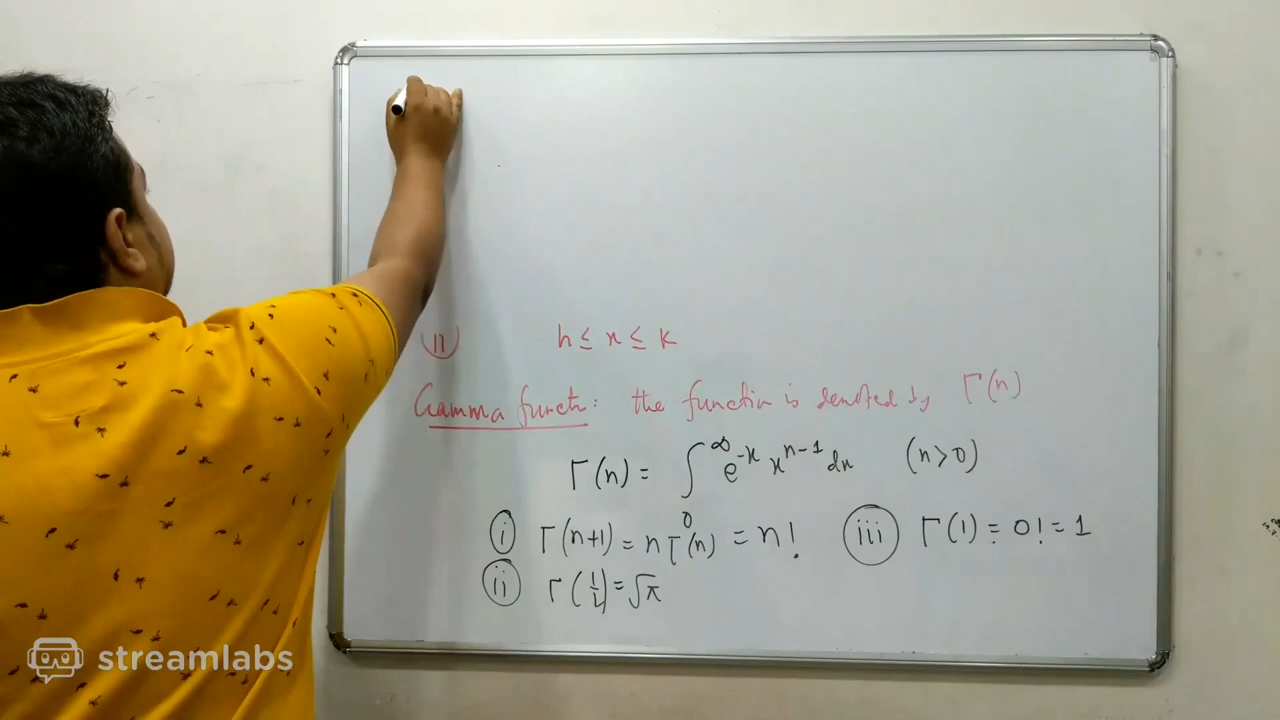 (ii) h ≤ x ≤ k
Gamma functn: the function is denoted by Γ(n)
Γ(n) = ∫₀^∞ e^{-x} x^{n-1} dx (n>0)
(i) Γ(n+1) = n Γ(n) = n! (iii) Γ(1) = 0! = 1
(ii) Γ(1/2) = √π
streamlabs